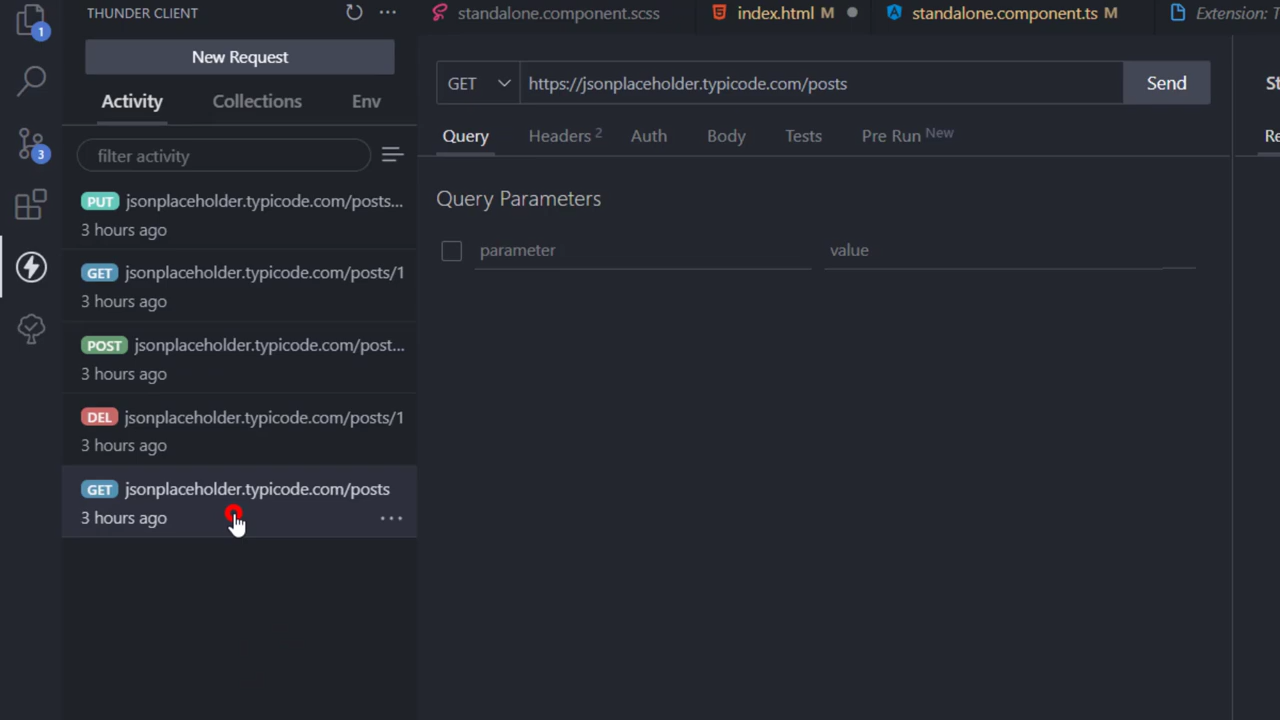 THUNDER CLIENT
New Request
Activity Collections Env
filter activity
PUT jsonplaceholder.typicode.com/posts...
3 hours ago
GET jsonplaceholder.typicode.com/posts/1
3 hours ago
POST jsonplaceholder.typicode.com/post...
3 hours ago
DEL jsonplaceholder.typicode.com/posts/1
3 hours ago
GET jsonplaceholder.typicode.com/posts
3 hours ago
1
3
standalone.component.scss index.html M standalone.component.ts M Extension: T
GET https://jsonplaceholder.typicode.com/posts Send
Query Headers 2 Auth Body Tests Pre Run New
Query Parameters
parameter value
St
Re